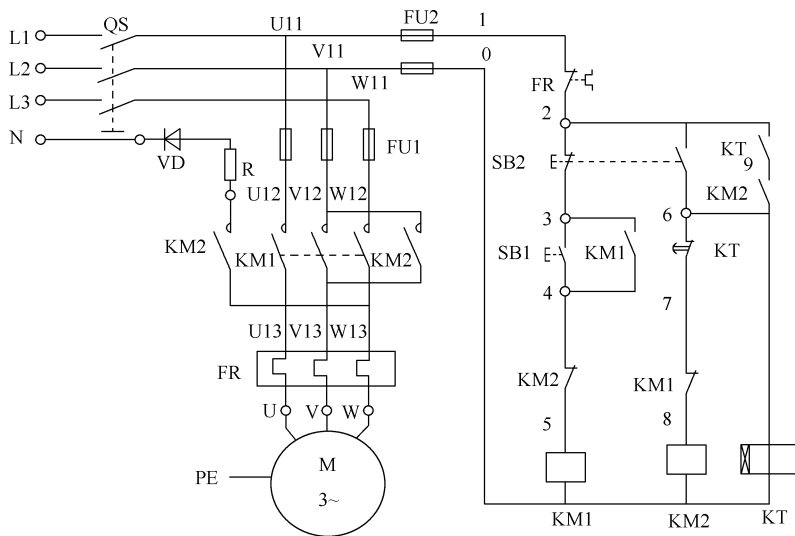 QS U11 FU2 1
L1
V11 0
L2
W11
L3
FR
N
2
VD
R
FU1
KT
SB2 9
KM2
U12 V12 W12
3 6
KM2 KM1 KM2
SB1 KM1 KT
4
7
U13 V13 W13
FR
KM2 KM1
U V W
5 8
M
PE
3~
KM1 KM2 KT